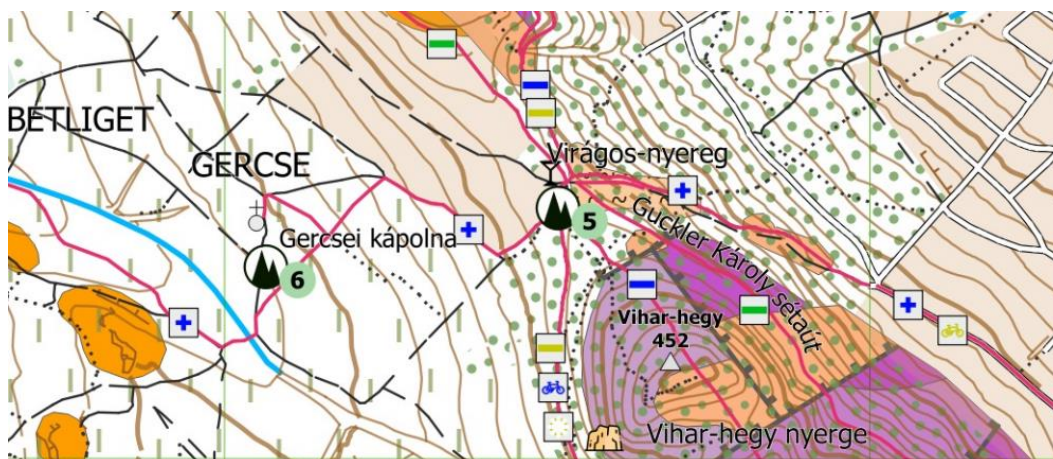 BETLIGET
GERCSE
Virágos-nyereg
5
Guckler Károly sétaút
Gercsei kápolna
6
Vihar-hegy
452
Vihar-hegy nyerge